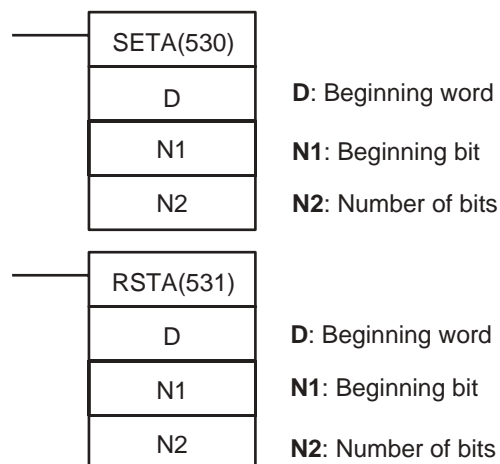 SETA(530)
D
D: Beginning word
N1
N1: Beginning bit
N2
N2: Number of bits
RSTA(531)
D
D: Beginning word
N1
N1: Beginning bit
N2
N2: Number of bits